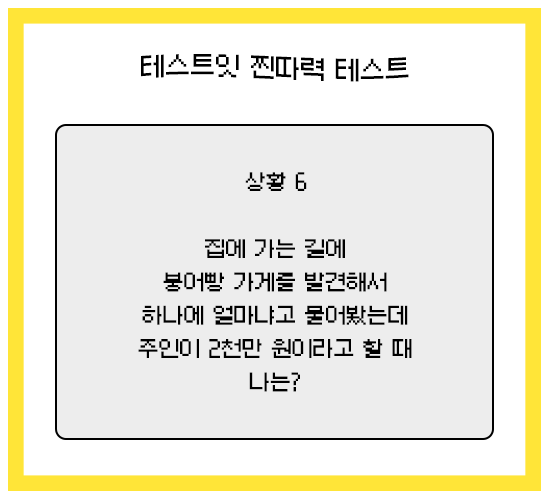 테스트잇 찐따력 테스트
상황 6
집에 가는 길에
붕어빵 가게를 발견해서
하나에 얼마냐고 물어봤는데
주인이 2천만 원이라고 할 때
나는?